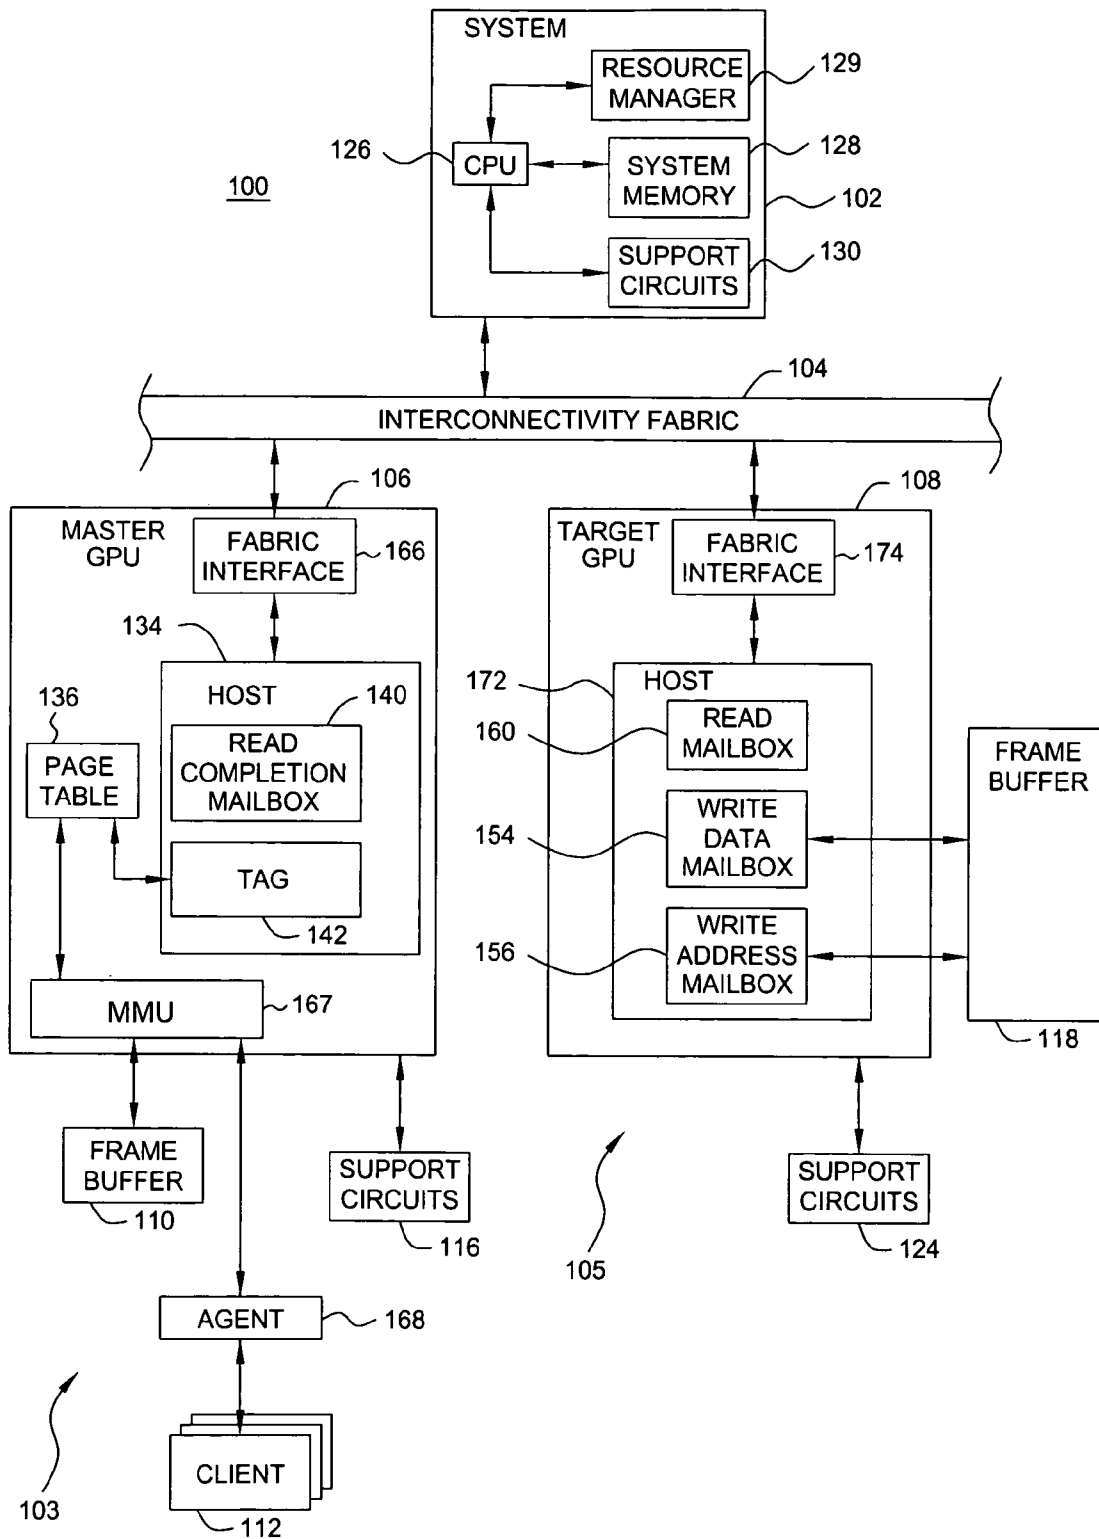 SYSTEM
RESOURCE
MANAGER
129
126
CPU
SYSTEM
MEMORY
128
100
102
SUPPORT
CIRCUITS
130
104
INTERCONNECTIVITY FABRIC
106
MASTER
GPU
FABRIC
INTERFACE
166
134
HOST
136
140
PAGE
TABLE
READ
COMPLETION
MAILBOX
TAG
142
MMU
167
FRAME
BUFFER
110
SUPPORT
CIRCUITS
116
AGENT
168
CLIENT
112
103
108
TARGET
GPU
FABRIC
INTERFACE
174
172
HOST
160
READ
MAILBOX
154
WRITE
DATA
MAILBOX
156
WRITE
ADDRESS
MAILBOX
FRAME
BUFFER
118
SUPPORT
CIRCUITS
124
105